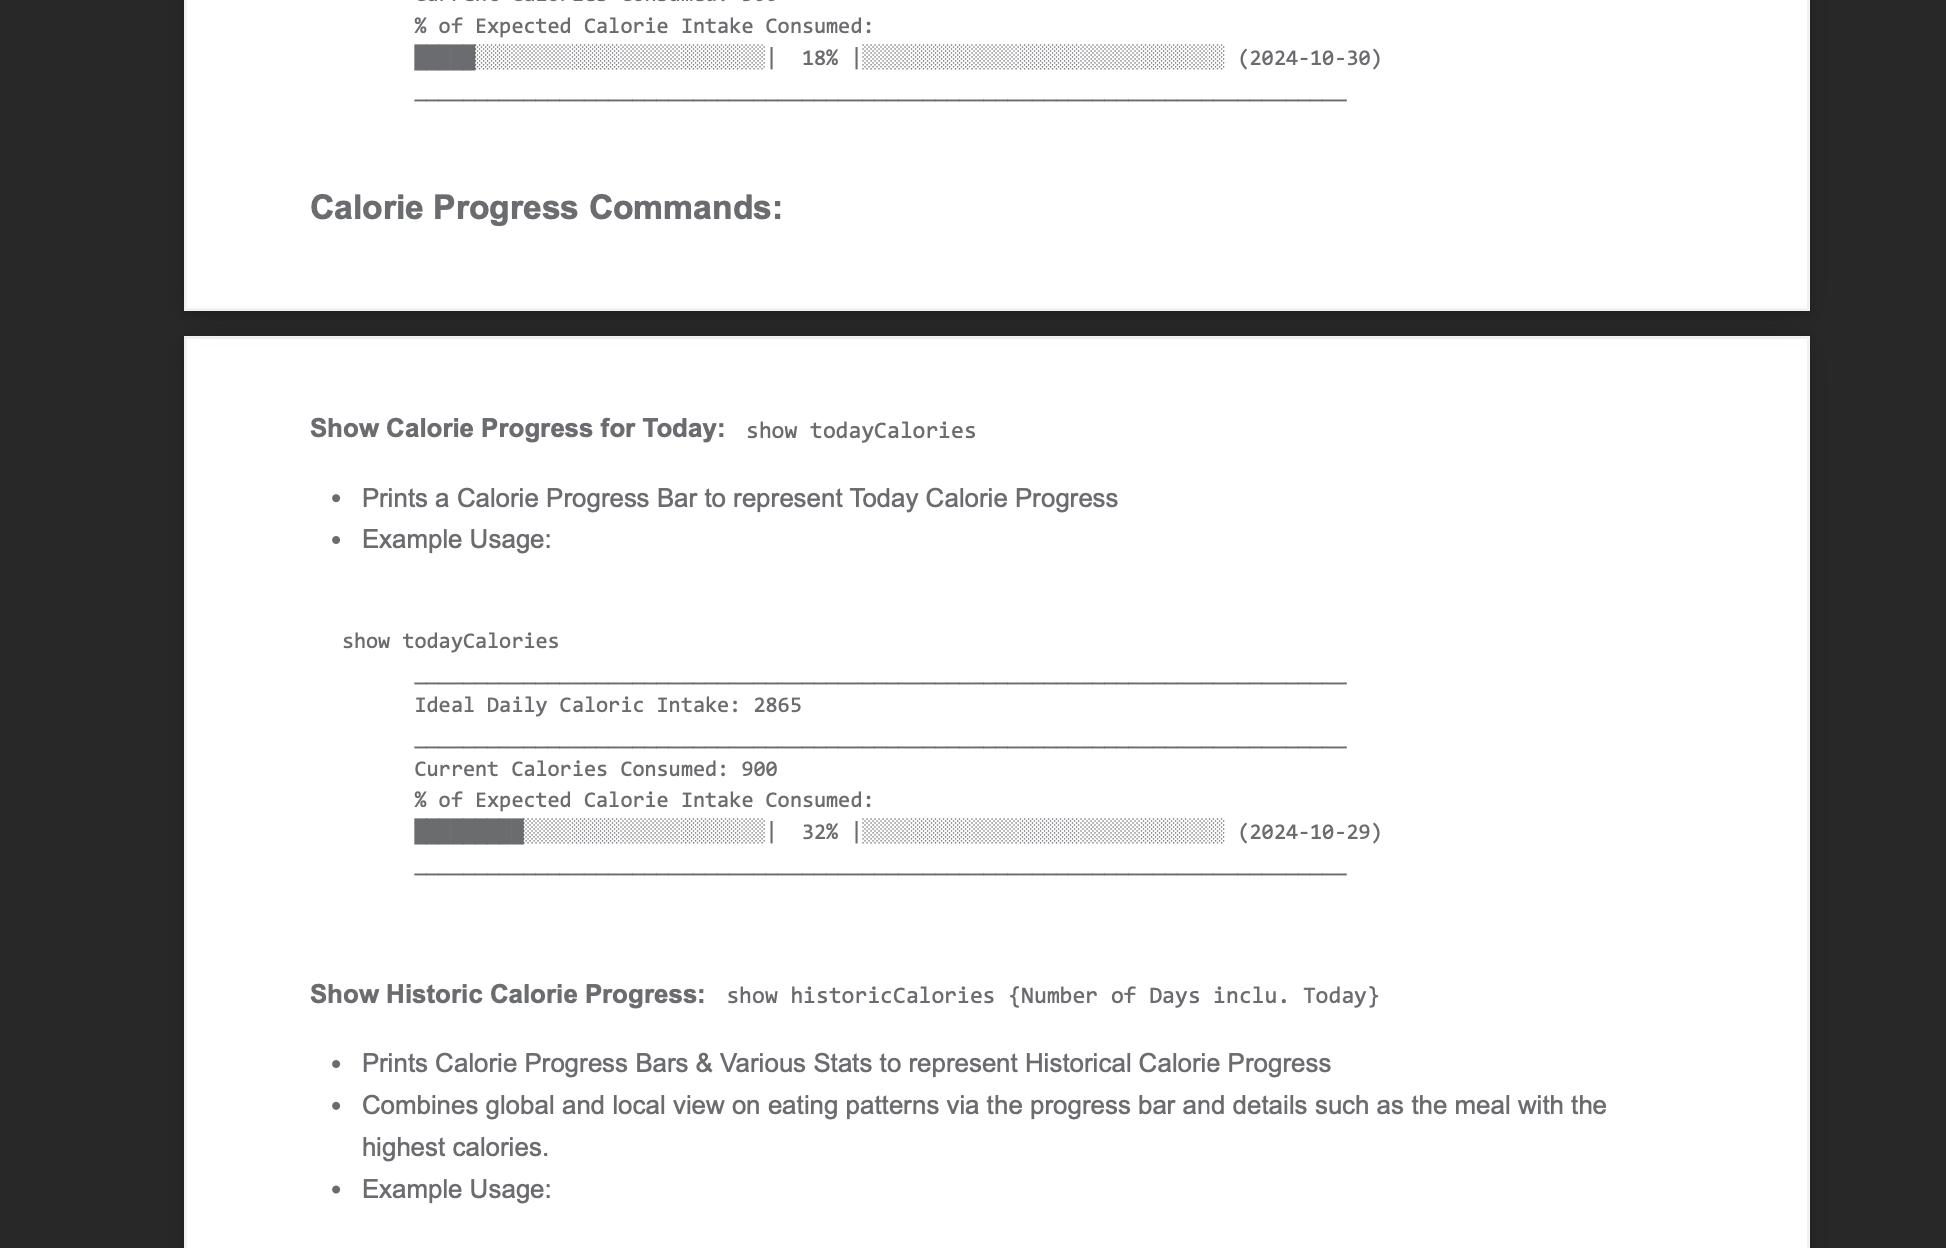 % of Expected Calorie Intake Consumed:
█████░░░░░░░░░░░░░░░░░░░░░░░░| 18% |░░░░░░░░░░░░░░░░░░░░░░░░░░░░░░ (2024-10-30)
Calorie Progress Commands:
Show Calorie Progress for Today: show todayCalories
• Prints a Calorie Progress Bar to represent Today Calorie Progress
• Example Usage:
show todayCalories
Ideal Daily Caloric Intake: 2865
Current Calories Consumed: 900
% of Expected Calorie Intake Consumed:
█████████░░░░░░░░░░░░░░░░░░░░| 32% |░░░░░░░░░░░░░░░░░░░░░░░░░░░░░░ (2024-10-29)
Show Historic Calorie Progress: show historicCalories {Number of Days inclu. Today}
• Prints Calorie Progress Bars & Various Stats to represent Historical Calorie Progress
• Combines global and local view on eating patterns via the progress bar and details such as the meal with the
highest calories.
• Example Usage: